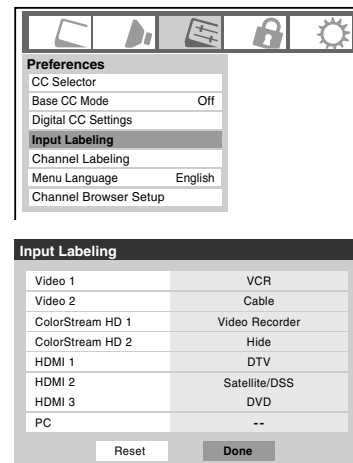 Preferences
CC Selector
Base CC Mode Off
Digital CC Settings
Input Labeling
Channel Labeling
Menu Language English
Channel Browser Setup
Input Labeling
Video 1 VCR
Video 2 Cable
ColorStream HD 1 Video Recorder
ColorStream HD 2 Hide
HDMI 1 DTV
HDMI 2 Satellite/DSS
HDMI 3 DVD
PC --
Reset Done